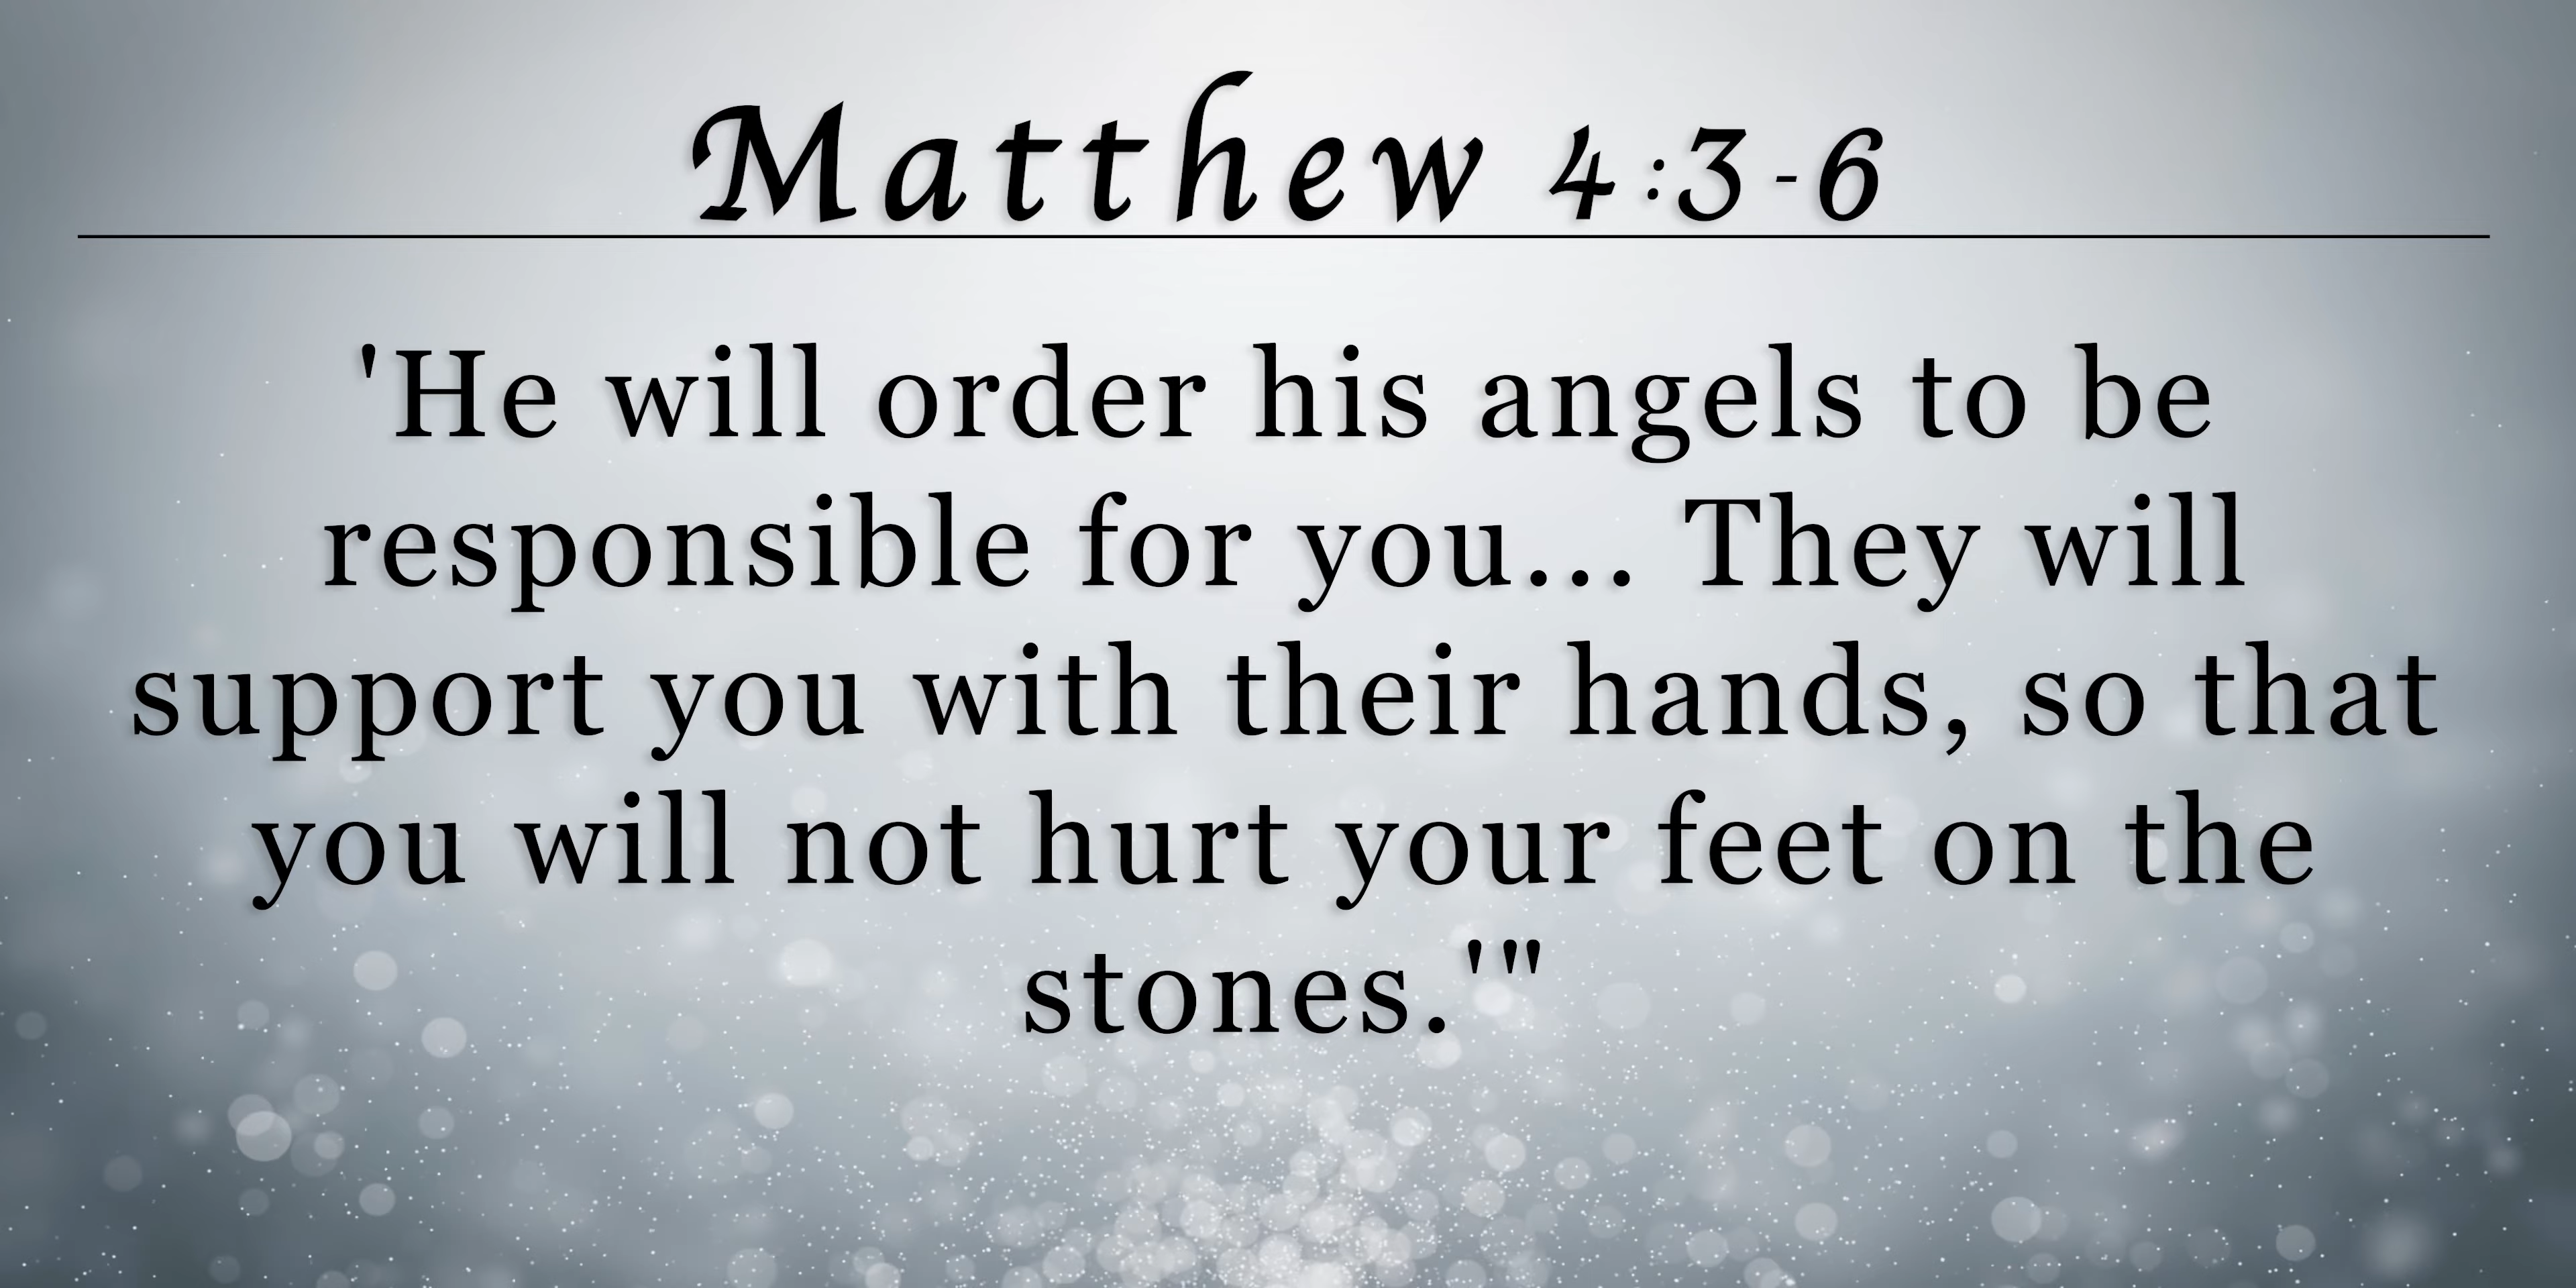 Matthew 4:3-6
'He will order his angels to be
responsible for you... They will
support you with their hands, so that
you will not hurt your feet on the
stones.'"